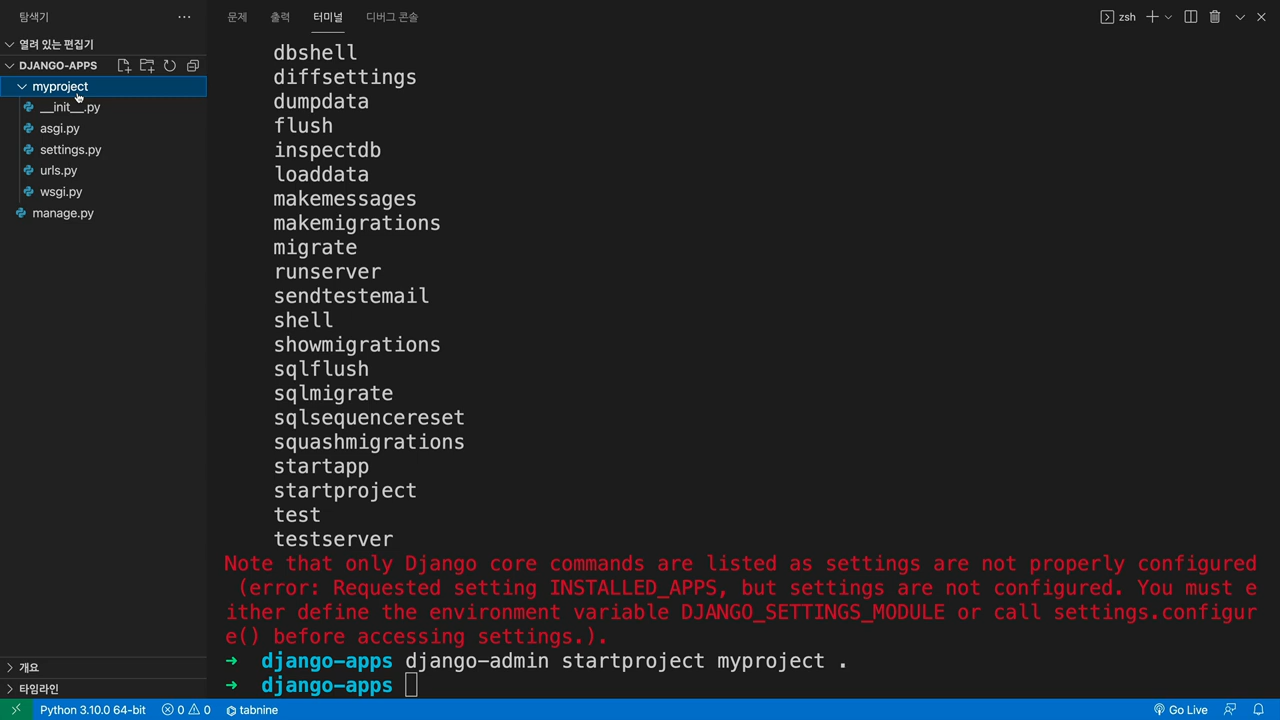 탐색기
문제 출력 터미널 디버그 콘솔
zsh
열려 있는 편집기
DJANGO-APPS
myproject
__init__.py
asgi.py
settings.py
urls.py
wsgi.py
manage.py
dbshell
diffsettings
dumpdata
flush
inspectdb
loaddata
makemessages
makemigrations
migrate
runserver
sendtestemail
shell
showmigrations
sqlflush
sqlmigrate
sqlsequencereset
squashmigrations
startapp
startproject
test
testserver
Note that only Django core commands are listed as settings are not properly configured
(error: Requested setting INSTALLED_APPS, but settings are not configured. You must e
ither define the environment variable DJANGO_SETTINGS_MODULE or call settings.configur
e() before accessing settings.).
➜ django-apps django-admin startproject myproject .
➜ django-apps
개요
타임라인
Python 3.10.0 64-bit 0 0 tabnine
Go Live